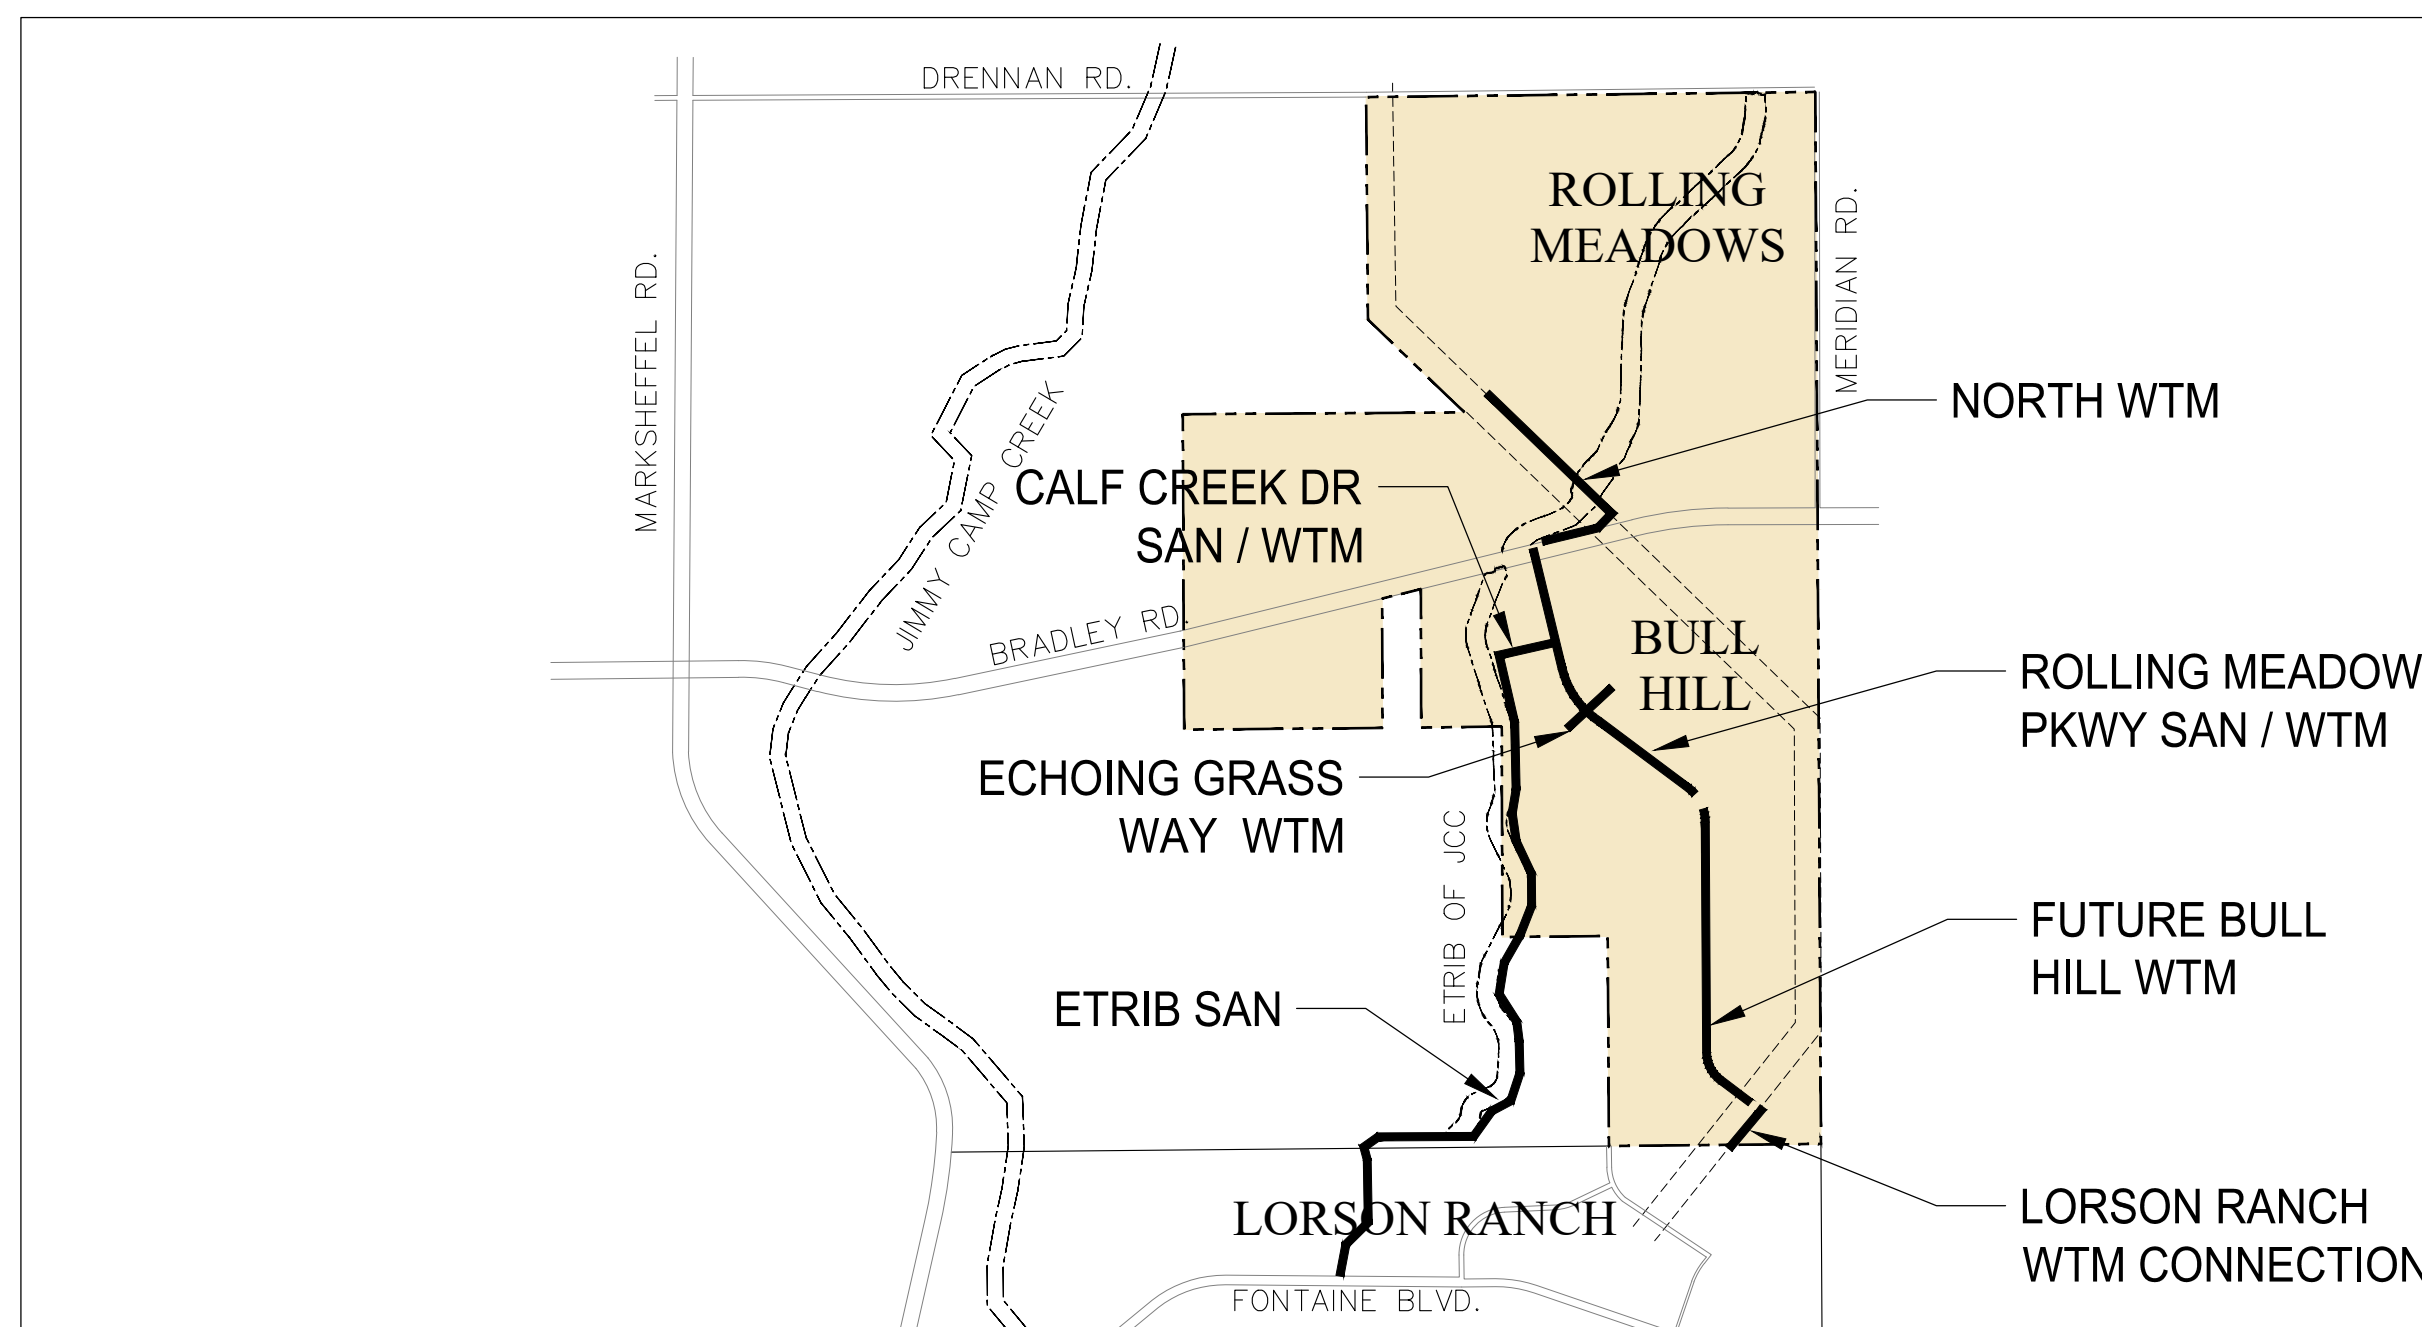 DRENNAN RD.
ROLLING
MEADOWS
MARKSHEFFEL RD.
MERIDIAN RD.
NORTH WTM
JIMMY CAMP CREEK
CALF CREEK DR
SAN / WTM
BRADLEY RD.
BULL
HILL
ROLLING MEADOW
PKWY SAN / WTM
ECHOING GRASS
WAY WTM
ETRIB OF JCC
FUTURE BULL
HILL WTM
ETRIB SAN
LORSON RANCH
LORSON RANCH
WTM CONNECTION
FONTAINE BLVD.